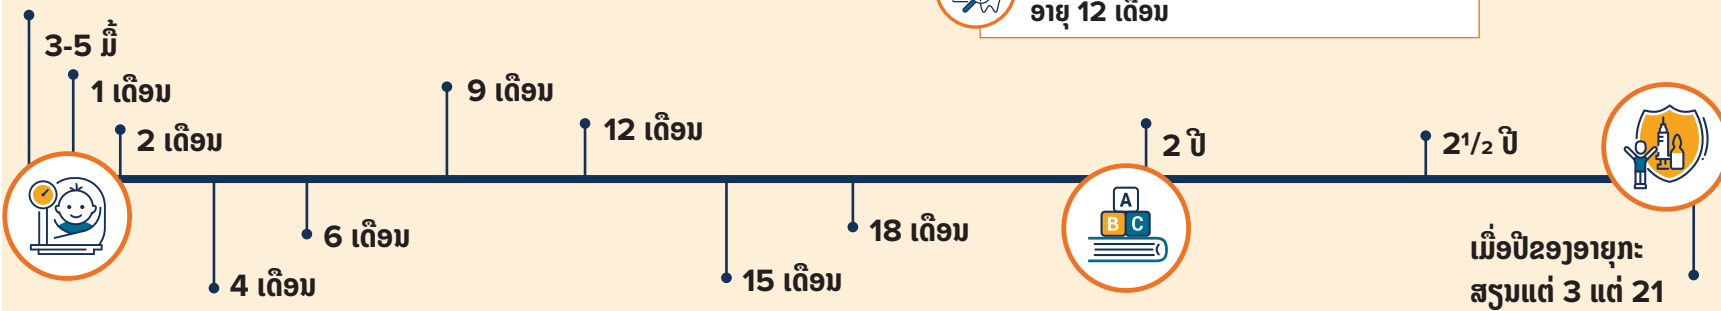 ອາຍຸ 12 ເດືອນ
3-5 ມື້
1 ເດືອນ
2 ເດືອນ
4 ເດືອນ
6 ເດືອນ
9 ເດືອນ
12 ເດືອນ
15 ເດືອນ
18 ເດືອນ
A
B C
2 ປີ
2¹/₂ ປີ
ເມື່ອປີຂອງອາຍຸກະ
ສຽນແຕ່ 3 ແຕ່ 21